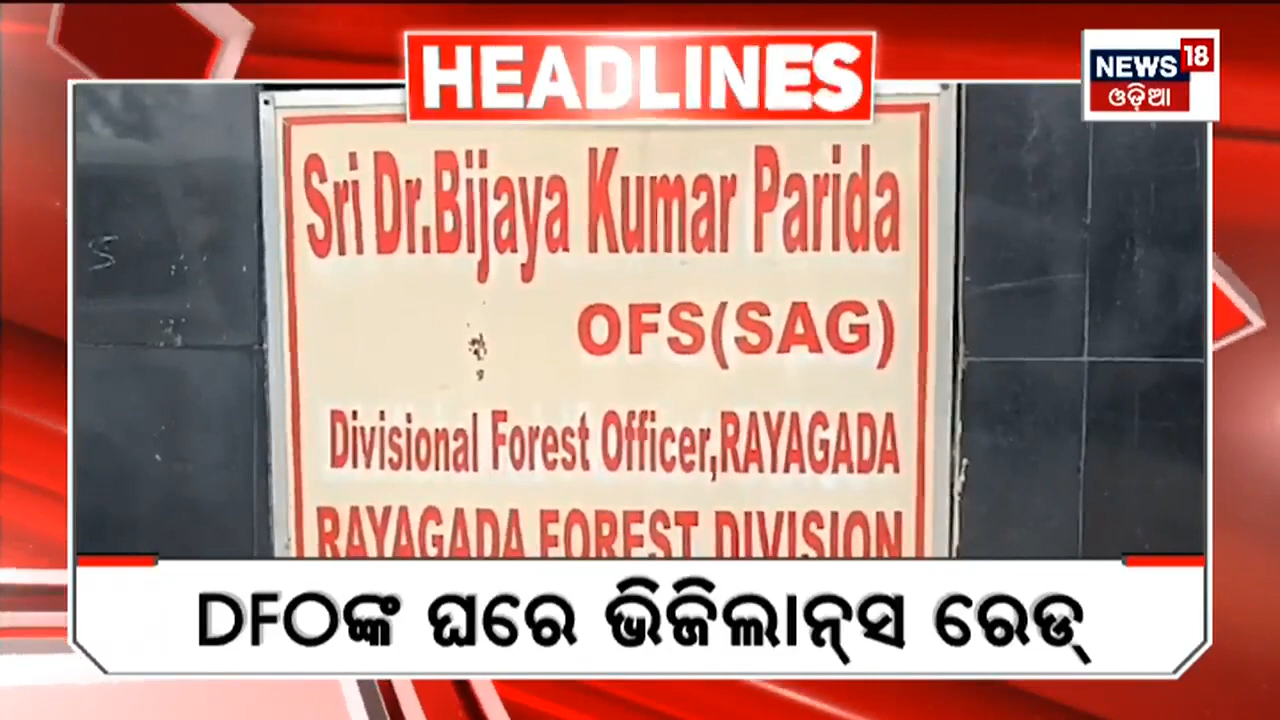 HEADLINES
NEWS 18
ଓଡ଼ିଆ
Sri Dr.Bijaya Kumar Parida
OFS(SAG)
Divisional Forest Officer,RAYAGADA
RAYAGADA FOREST DIVISION
DFOଙ୍କ ଘରେ ଭିଜିଲାନ୍‌ସ ରେଡ୍